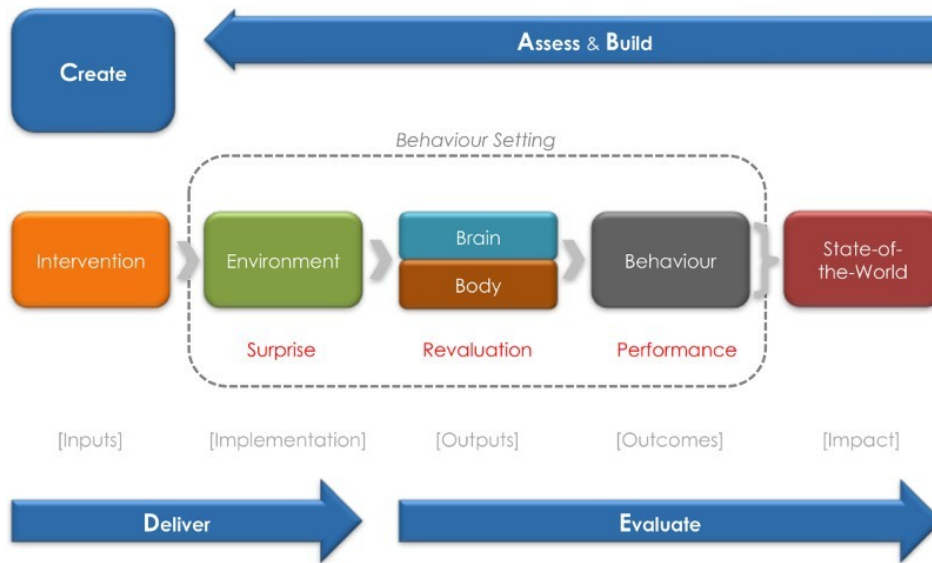 Create
Assess & Build
Behaviour Setting
Intervention
Environment
Brain
Body
Behaviour
State-of-
the-World
Surprise
Revaluation
Performance
[Inputs]
[Implementation]
[Outputs]
[Outcomes]
[Impact]
Deliver
Evaluate